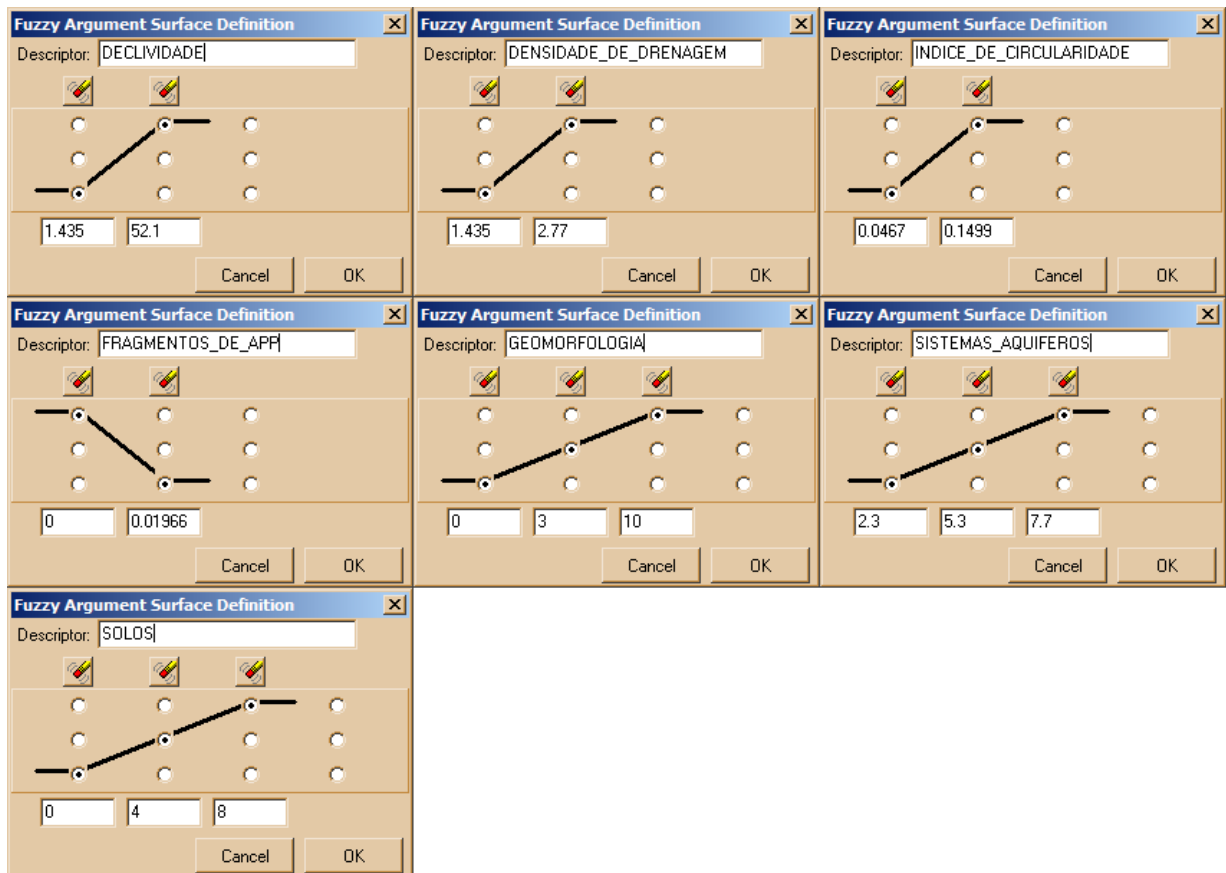 Fuzzy Argument Surface Definition
Descriptor: DECLIVIDADE
1.435 52.1
Cancel OK
Fuzzy Argument Surface Definition
Descriptor: DENSIDADE_DE_DRENAGEM
1.435 2.77
Cancel OK
Fuzzy Argument Surface Definition
Descriptor: INDICE_DE_CIRCULARIDADE
0.0467 0.1499
Cancel OK
Fuzzy Argument Surface Definition
Descriptor: FRAGMENTOS_DE_APP
0 0.01966
Cancel OK
Fuzzy Argument Surface Definition
Descriptor: GEOMORFOLOGIA
0 3 10
Cancel OK
Fuzzy Argument Surface Definition
Descriptor: SISTEMAS_AQUIFEROS
2.3 5.3 7.7
Cancel OK
Fuzzy Argument Surface Definition
Descriptor: SOLOS
0 4 8
Cancel OK